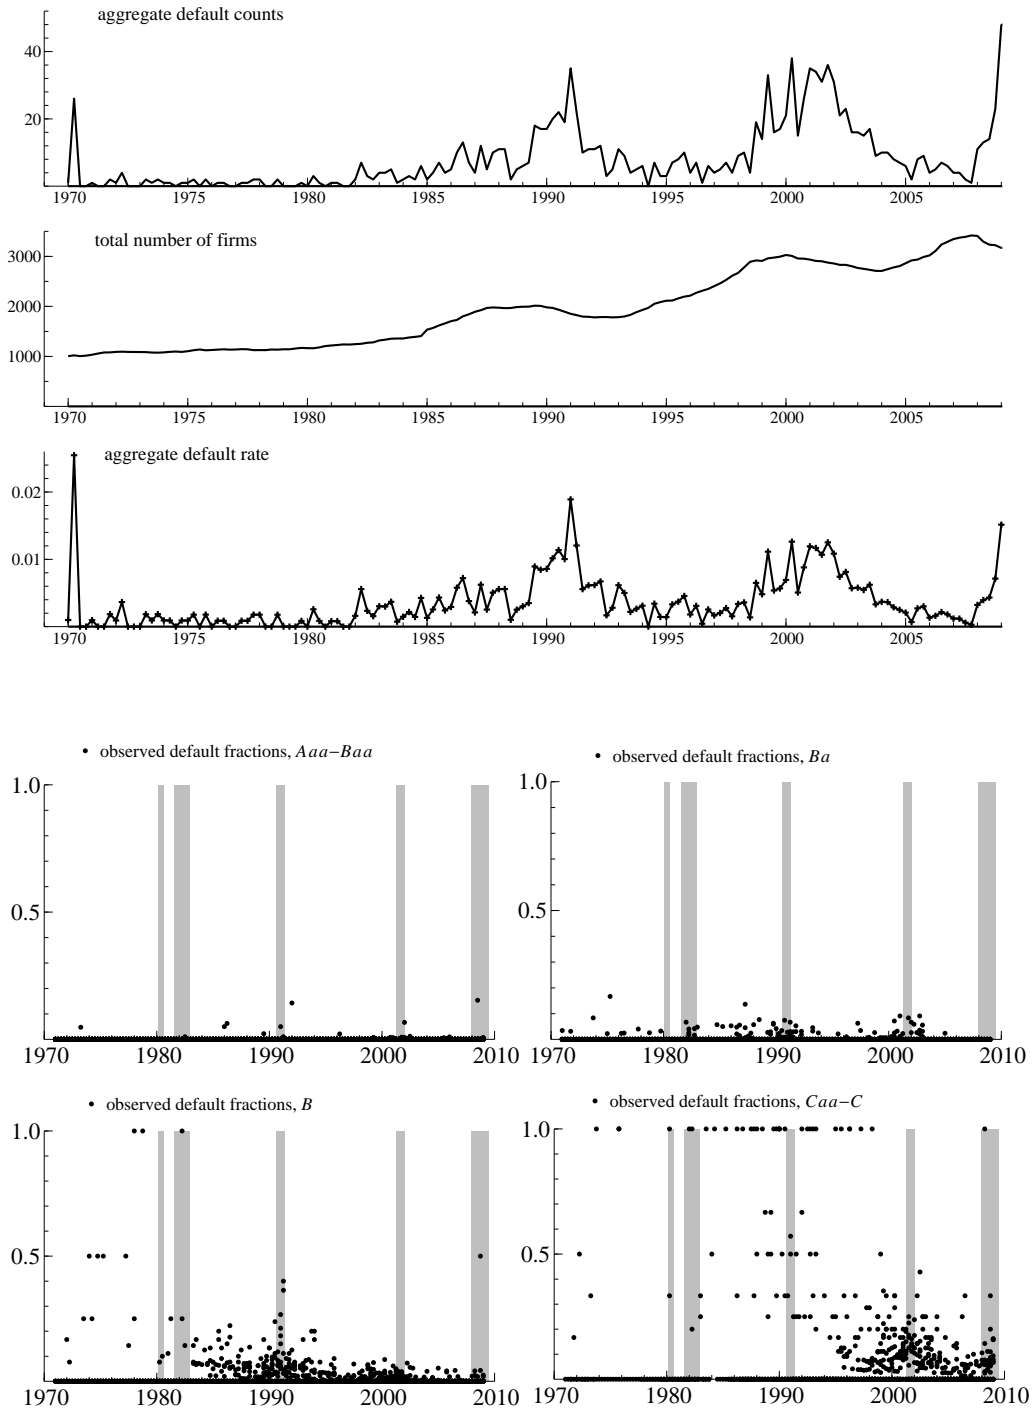 aggregate default counts
40
20
1970 1975 1980 1985 1990 1995 2000 2005
total number of firms
3000
2000
1000
1970 1975 1980 1985 1990 1995 2000 2005
aggregate default rate
0.02
0.01
1970 1975 1980 1985 1990 1995 2000 2005
observed default fractions, Aaa−Baa
1.0
0.5
1970 1980 1990 2000 2010
observed default fractions, Ba
1.0
0.5
1970 1980 1990 2000 2010
observed default fractions, B
1.0
0.5
1970 1980 1990 2000 2010
observed default fractions, Caa−C
1.0
0.5
1970 1980 1990 2000 2010